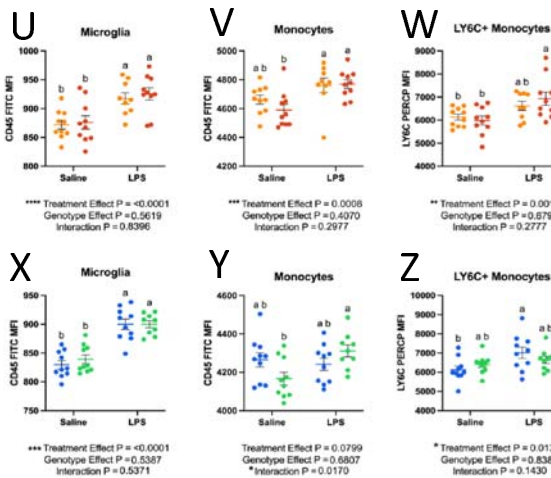 U
Microglia
CD45 FITC MFI
1000
950
900
850
800
b
b
a
a
Saline
LPS
**** Treatment Effect P = <0.0001
Genotype Effect P = 0.5619
Interaction P = 0.8396
V
Monocytes
CD45 FITC MFI
5000
4800
4600
4400
4200
a b
b
a
a
Saline
LPS
*** Treatment Effect P = 0.0008
Genotype Effect P = 0.4070
Interaction P = 0.2977
W
LY6C+ Monocytes
LY6C PERCP MFI
9000
8000
7000
6000
5000
4000
b
b
a b
a
Saline
LPS
** Treatment Effect P = 0.00
Genotype Effect P = 0.879
Interaction P = 0.2777
X
Microglia
CD45 FITC MFI
950
900
850
800
750
b
b
a
a
Saline
LPS
*** Treatment Effect P = <0.0001
Genotype Effect P = 0.5387
Interaction P = 0.5371
Y
Monocytes
CD45 FITC MFI
4600
4400
4200
4000
a b
b
a b
a
Saline
LPS
Treatment Effect P = 0.0799
Genotype Effect P = 0.6807
* Interaction P = 0.0170
Z
LY6C+ Monocytes
LY6C PERCP MFI
10000
9000
8000
7000
6000
5000
4000
b
a b
a
a b
Saline
LPS
* Treatment Effect P = 0.01
Genotype Effect P = 0.838
Interaction P = 0.1430